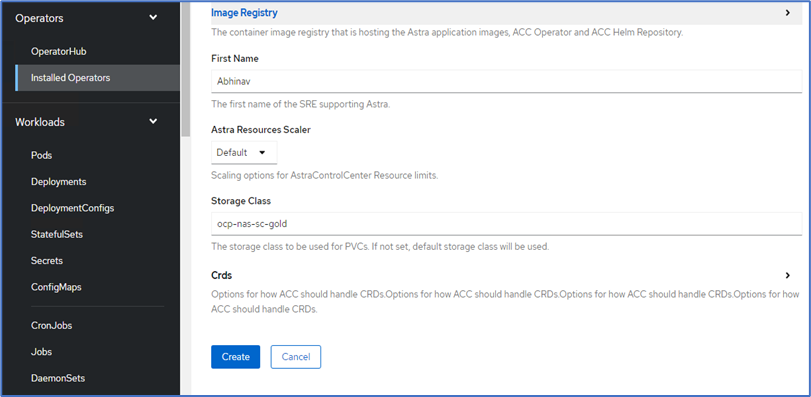 Operators
OperatorHub
Installed Operators
Workloads
Pods
Deployments
DeploymentConfigs
StatefulSets
Secrets
ConfigMaps
CronJobs
Jobs
DaemonSets
Image Registry
The container image registry that is hosting the Astra application images, ACC Operator and ACC Helm Repository.
First Name
Abhinav
The first name of the SRE supporting Astra.
Astra Resources Scaler
Default
Scaling options for AstraControlCenter Resource limits.
Storage Class
ocp-nas-sc-gold
The storage class to be used for PVCs. If not set, default storage class will be used.
Crds
Options for how ACC should handle CRDs.Options for how ACC should handle CRDs.Options for how ACC should handle CRDs.Options for how
ACC should handle CRDs.
Create
Cancel